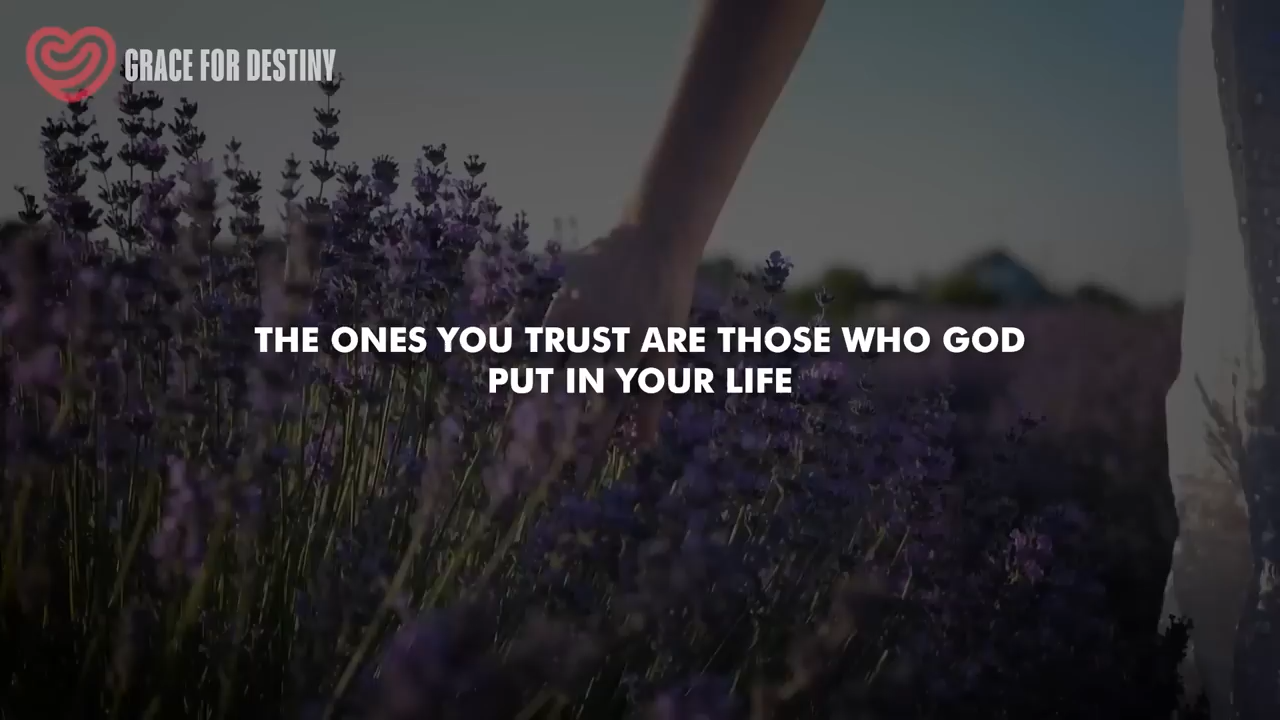 GRACE FOR DESTINY
THE ONES YOU TRUST ARE THOSE WHO GOD
PUT IN YOUR LIFE